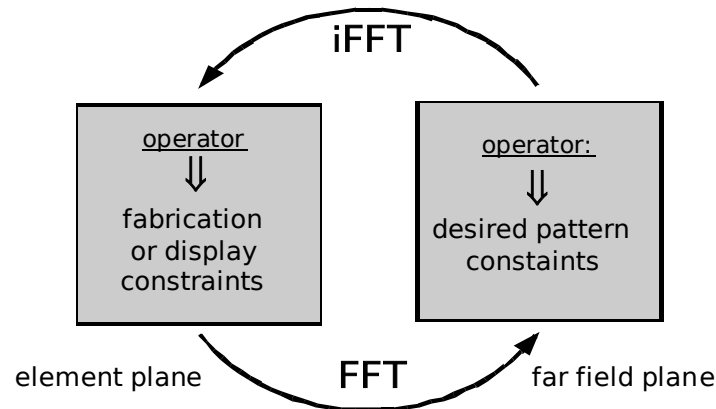 iFFT
operator
⇓
fabrication
or display
constraints
operator:
⇓
desired pattern
constaints
element plane
FFT
far field plane